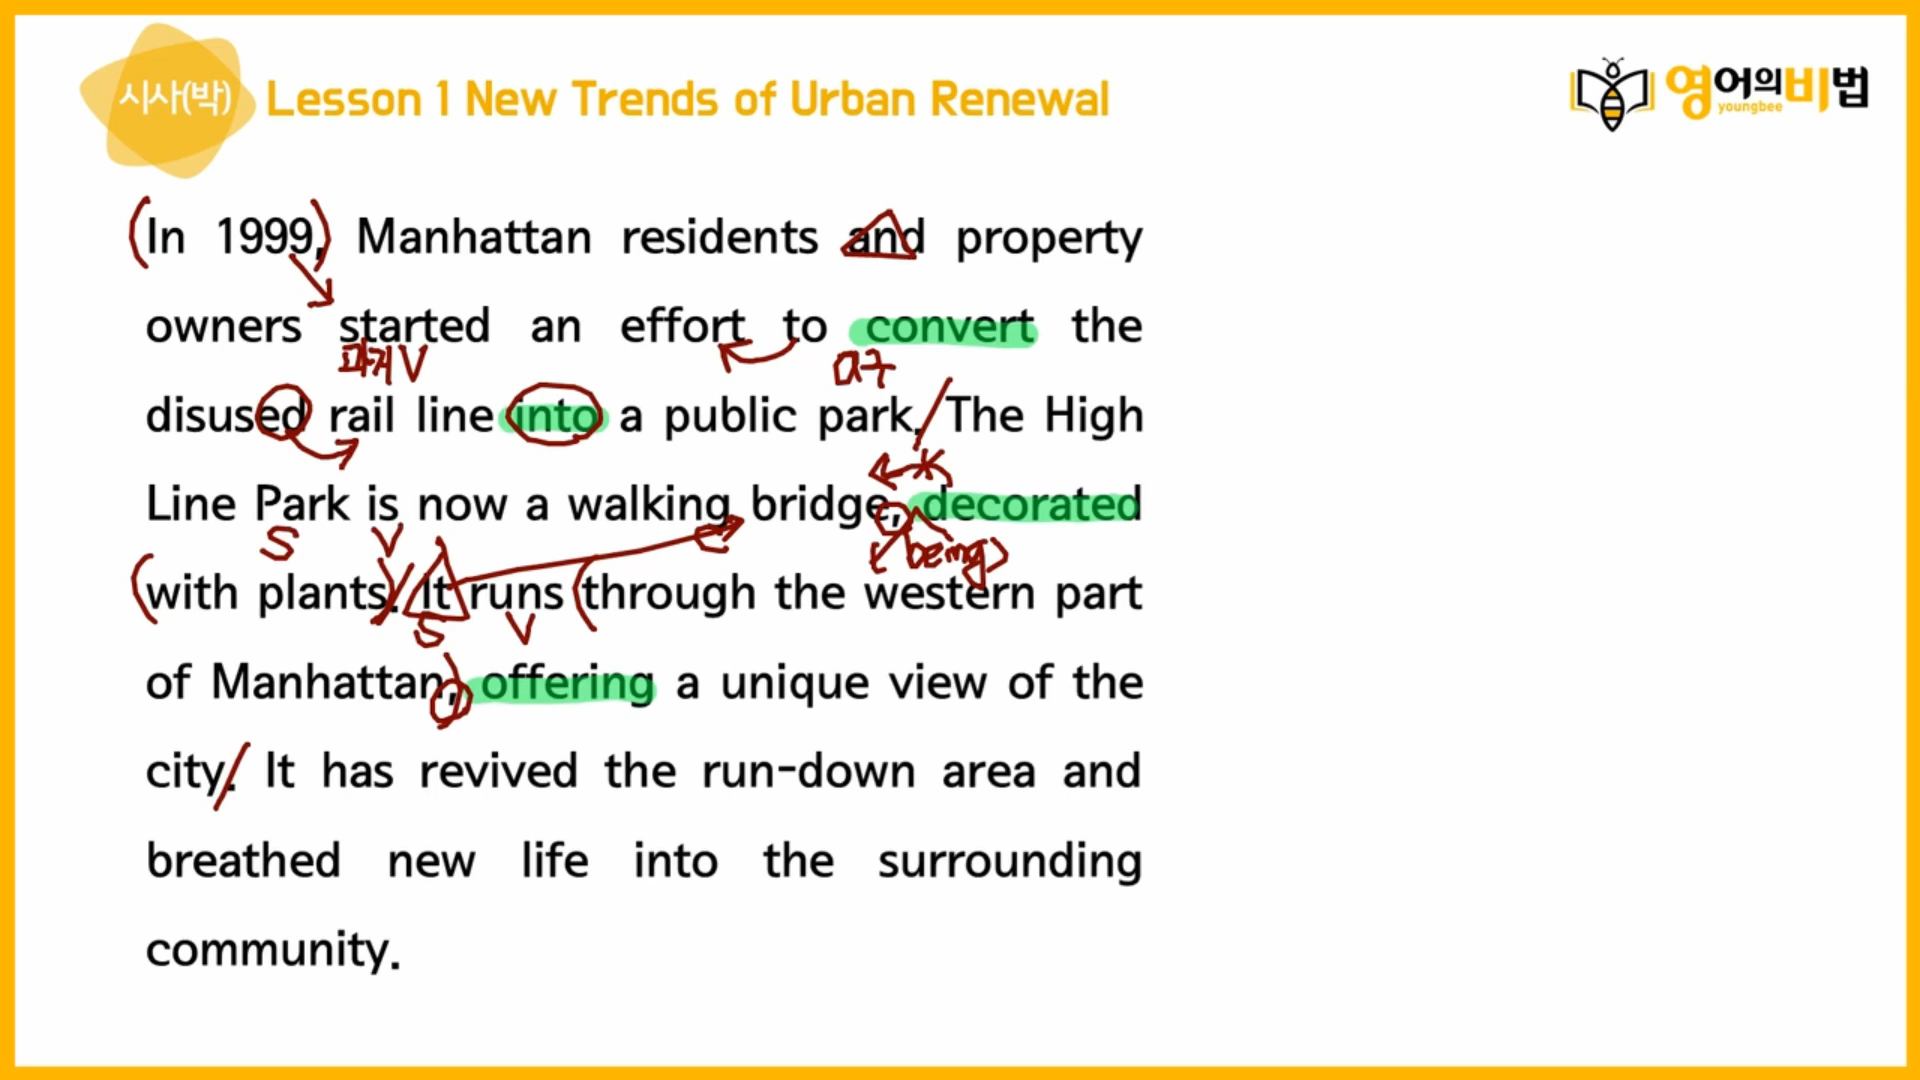 시사(박) Lesson 1 New Trends of Urban Renewal
영어의비법
youngbee
(In 1999,) Manhattan residents and property
owners started an effort to convert the
과거V
disused rail line into a public park. / The High
Line Park is now a walking bridge, decorated
S V (being)
(with plants. / It runs (through the western part
S V
of Manhattan,) offering a unique view of the
city. / It has revived the run-down area and
breathed new life into the surrounding
community.